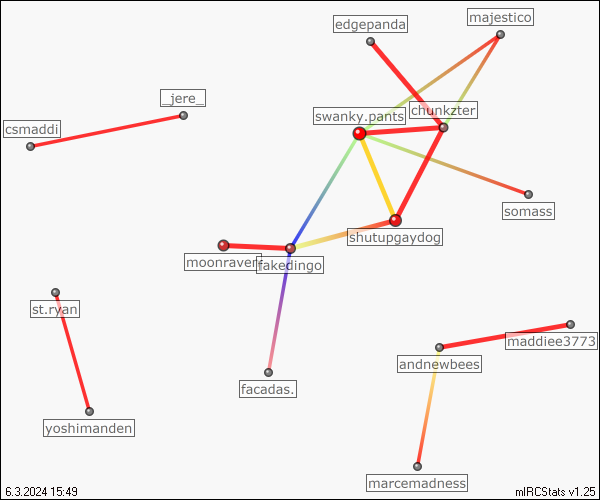 majestico
edgepanda
_jere_
chunkzter
swanky.pants
csmaddi
somass
shutupgaydog
moonraver
fakedingo
st.ryan
maddiee3773
andnewbees
facadas.
yoshimanden
marcemadness
6.3.2024 15:49
mIRCStats v1.25